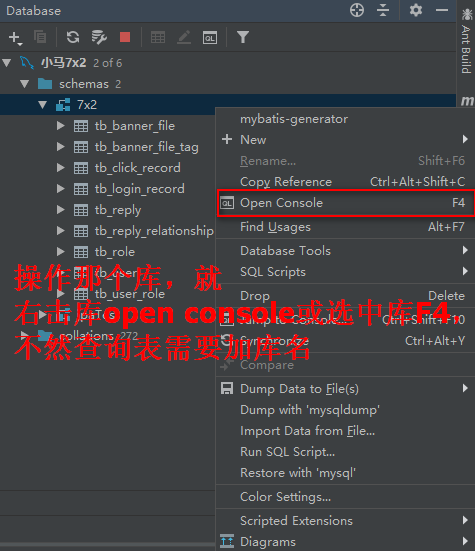 Database
小马7x2 2 of 6
schemas 2
7x2
tb_banner_file
tb_banner_file_tag
tb_click_record
tb_login_record
tb_reply
tb_reply_relationship
tb_role
tb_user
tb_user_role
collations 272
Ant Build
m
mybatis-generator
New
Rename... Shift+F6
Copy Reference Ctrl+Alt+Shift+C
QL Open Console F4
Find Usages Alt+F7
Database Tools
SQL Scripts
Drop Delete
Jump to Console... Ctrl+Shift+F10
Synchronize Ctrl+Alt+Y
Compare
Dump Data to File(s)
Dump with 'mysqldump'
Import Data from File...
Run SQL Script...
Restore with 'mysql'
Color Settings...
Scripted Extensions
Diagrams
操作那个库，就
右击库open console或选中库F4，
不然查询表需要加库名